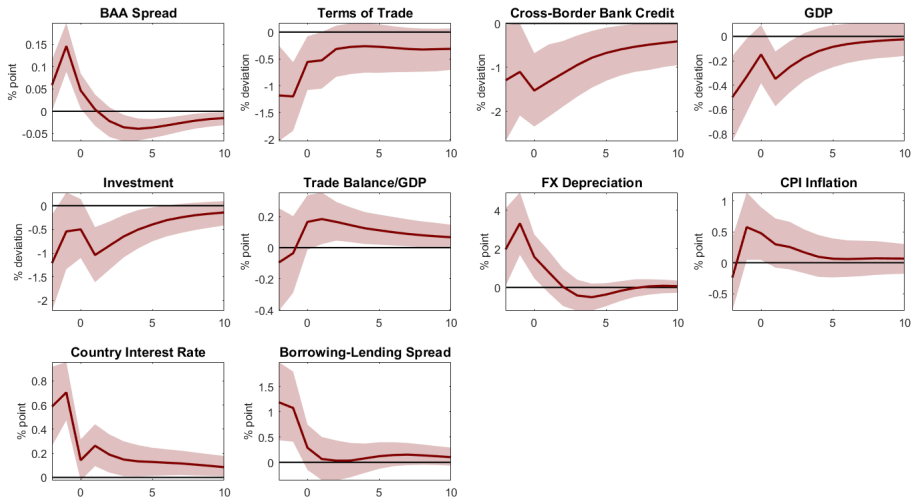 BAA Spread
% point
0.15
0.1
0.05
0
-0.05
0 5 10
Terms of Trade
% deviation
0
-0.5
-1
-1.5
-2
0 5 10
Cross-Border Bank Credit
% deviation
0
-1
-2
0 5 10
GDP
% deviation
0
-0.2
-0.4
-0.6
-0.8
0 5 10
Investment
% deviation
0
-0.5
-1
-1.5
-2
0 5 10
Trade Balance/GDP
% point
0.2
0
-0.2
-0.4
0 5 10
FX Depreciation
% point
4
2
0
0 5 10
CPI Inflation
% point
1
0.5
0
-0.5
0 5 10
Country Interest Rate
% point
0.8
0.6
0.4
0.2
0
0 5 10
Borrowing-Lending Spread
% point
1.5
1
0.5
0
0 5 10